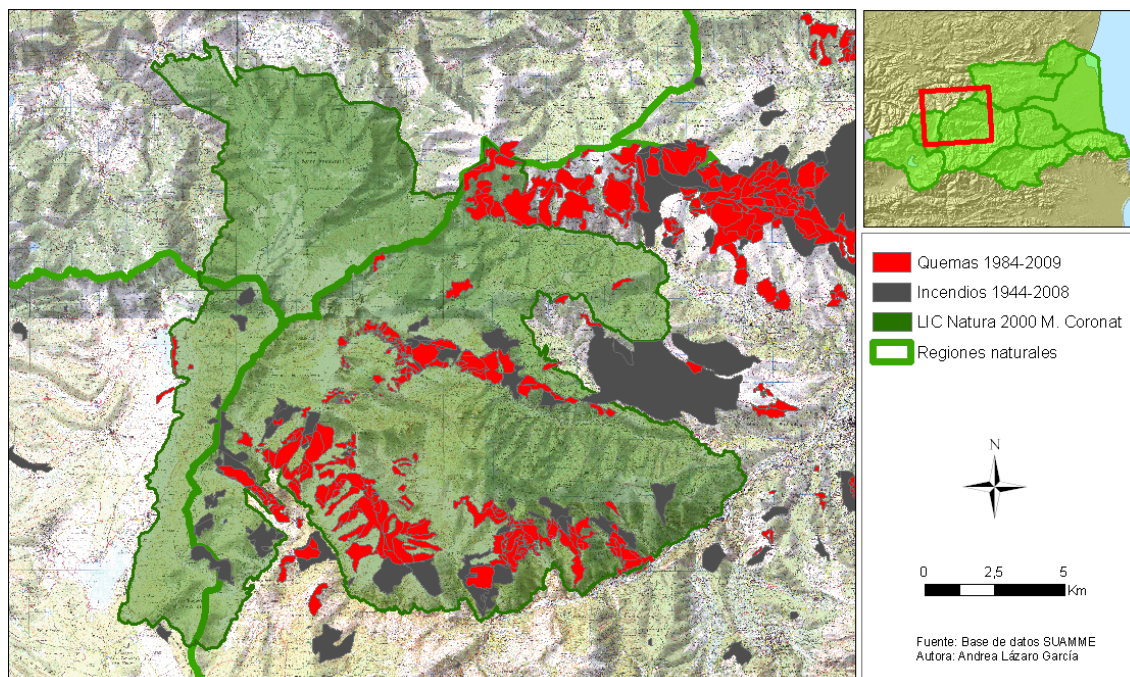 Quemas 1984-2009
Incendios 1944-2008
LIC Natura 2000 M. Coronat
Regiones naturales
N
0 2,5 5
Km
Fuente: Base de datos SUAMME
Autora: Andrea Lázaro García